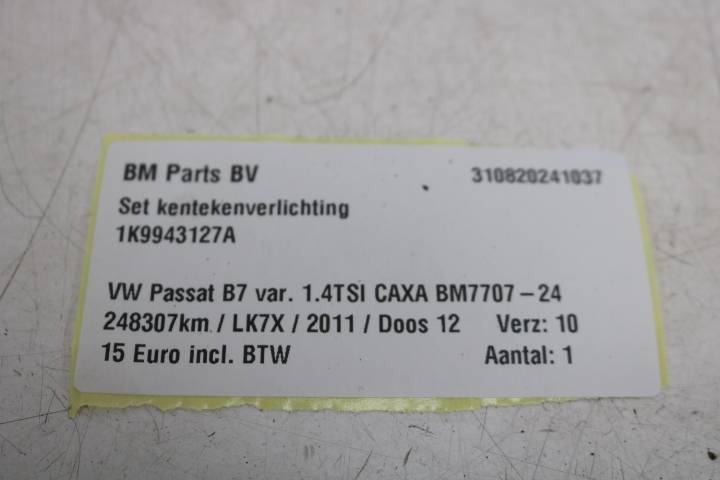 BM Parts BV 310820241037
Set kentekenverlichting
1K9943127A
VW Passat B7 var. 1.4TSI CAXA BM7707-24
248307km / LK7X / 2011 / Doos 12 Verz: 10
15 Euro incl. BTW Aantal: 1